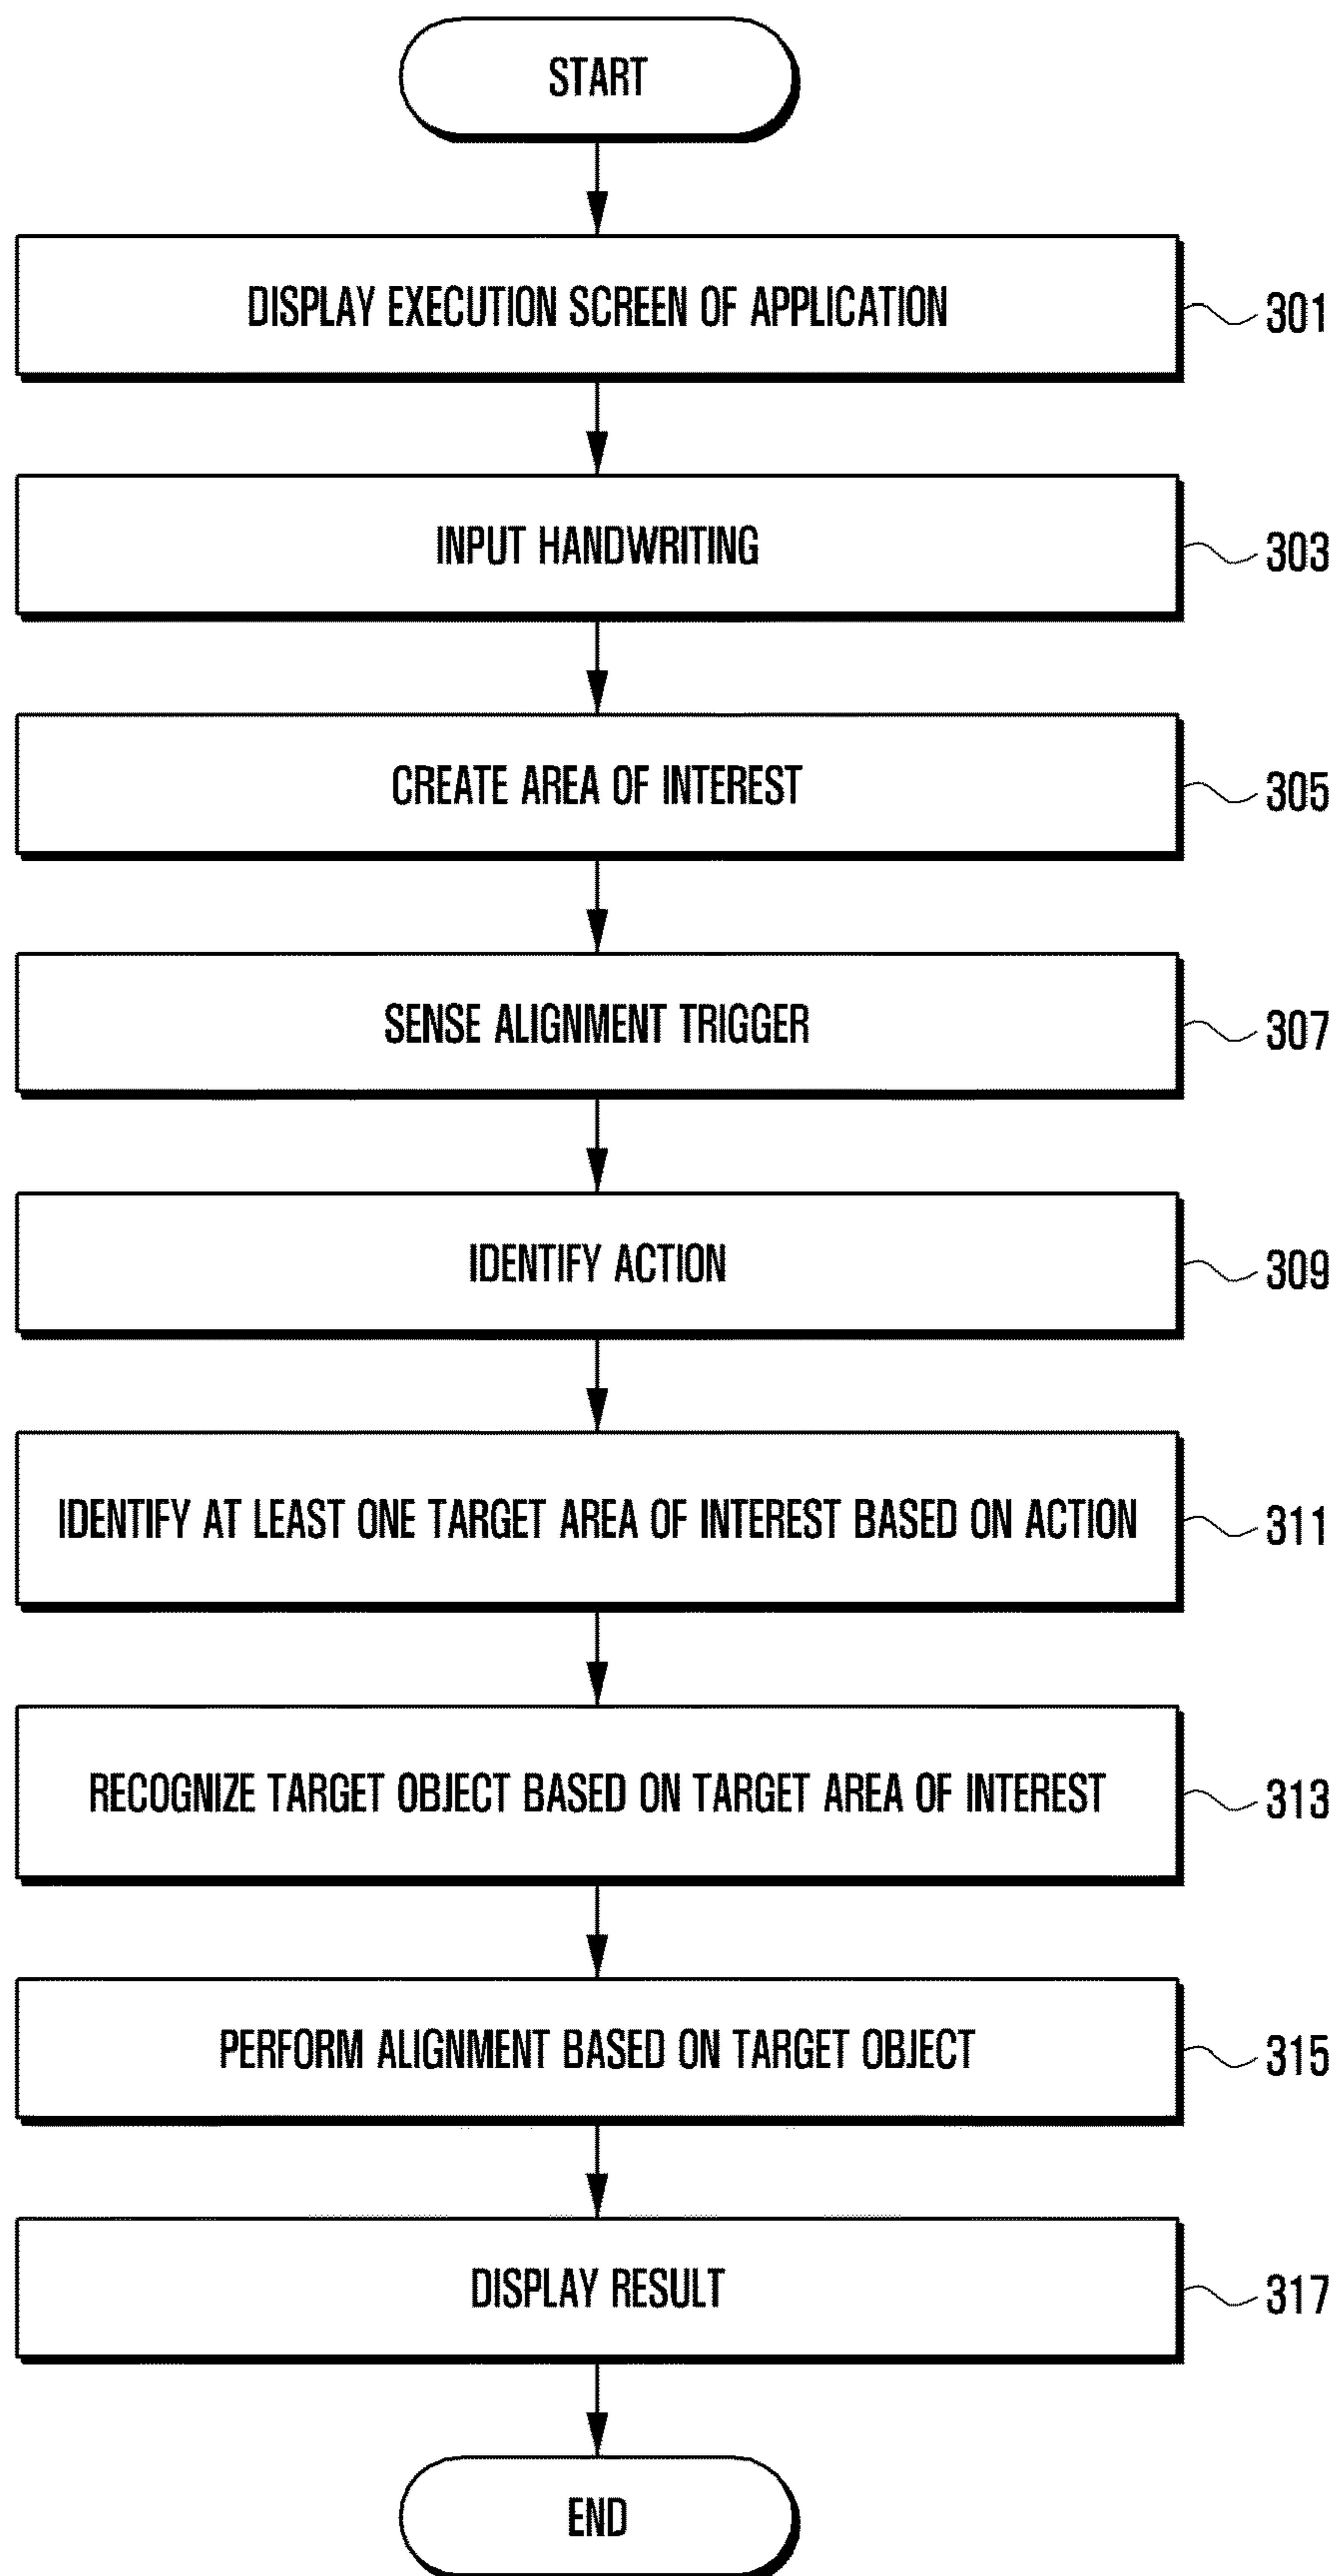 START
DISPLAY EXECUTION SCREEN OF APPLICATION
301
INPUT HANDWRITING
303
CREATE AREA OF INTEREST
305
SENSE ALIGNMENT TRIGGER
307
IDENTIFY ACTION
309
IDENTIFY AT LEAST ONE TARGET AREA OF INTEREST BASED ON ACTION
311
RECOGNIZE TARGET OBJECT BASED ON TARGET AREA OF INTEREST
313
PERFORM ALIGNMENT BASED ON TARGET OBJECT
315
DISPLAY RESULT
317
END